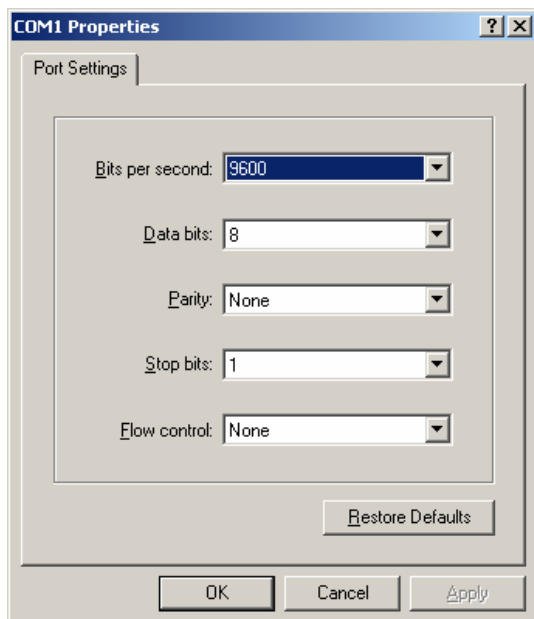 COM1 Properties
Port Settings
Bits per second: 9600
Data bits: 8
Parity: None
Stop bits: 1
Flow control: None
Restore Defaults
OK Cancel Apply